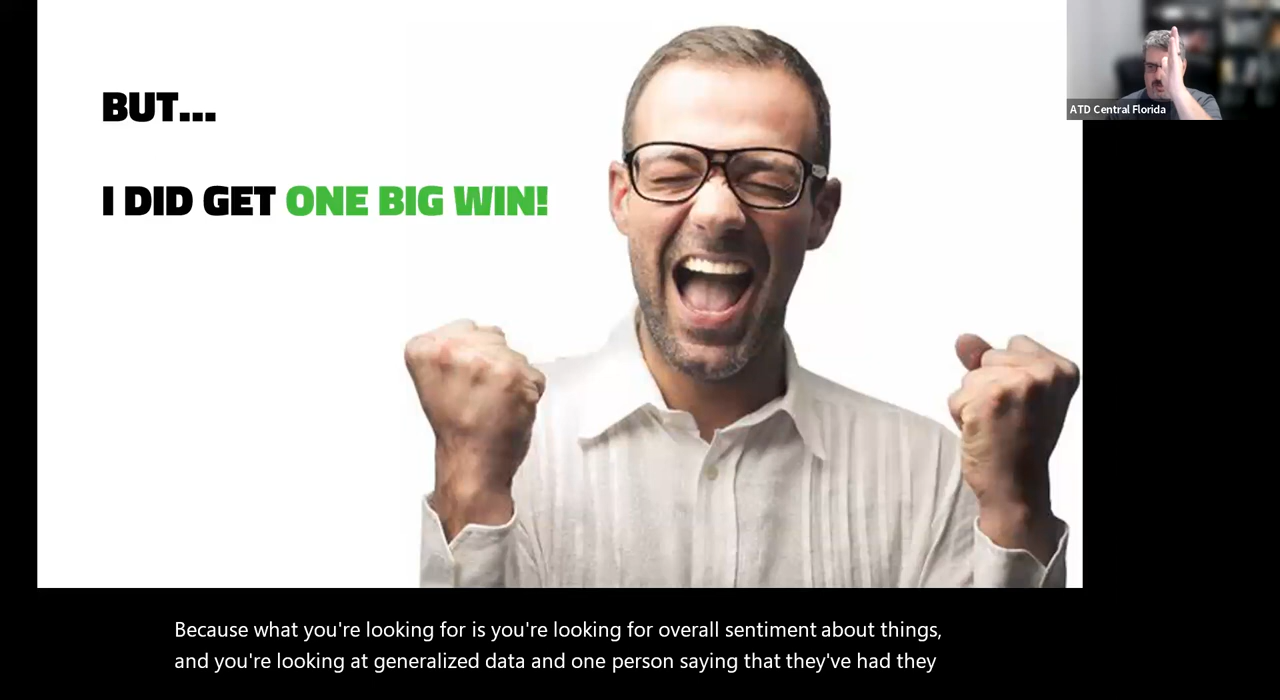 BUT...
I DID GET ONE BIG WIN!
ATD Central Florida
Because what you're looking for is you're looking for overall sentiment about things,
and you're looking at generalized data and one person saying that they've had they